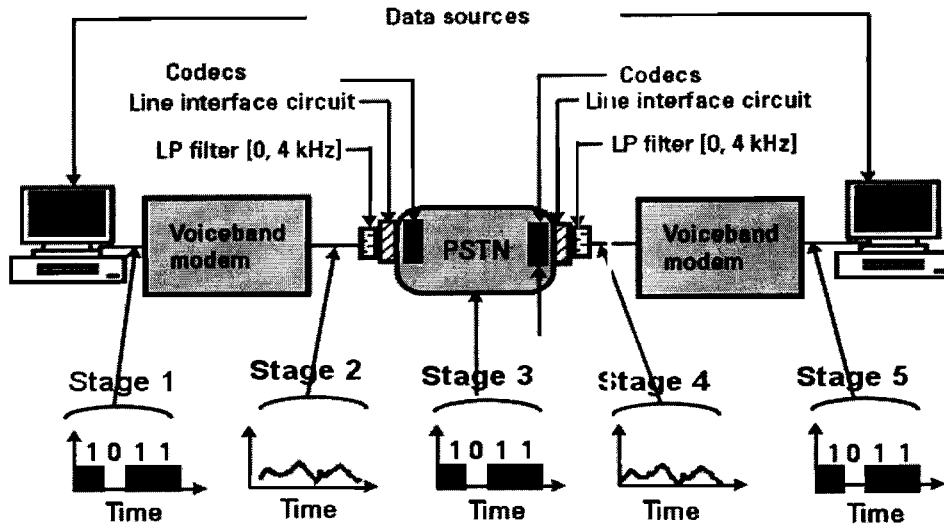 Data sources
Codecs
Line interface circuit
LP filter [0, 4 kHz]
Codecs
Line interface circuit
LP filter [0, 4 kHz]
Voiceband modem
PSTN
Voiceband modem
Stage 1
Stage 2
Stage 3
Stage 4
Stage 5
1 0 1 1
1 0 1 1
1 0 1 1
Time
Time
Time
Time
Time